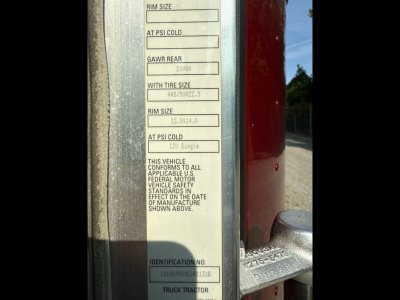 RIM SIZE
AT PSI COLD
GAWR REAR
20000
WITH TIRE SIZE
445/50R22.5
RIM SIZE
22.5X14.0
AT PSI COLD
120 Single
THIS VEHICLE
CONFORMS TO ALL
APPLICABLE U.S.
FEDERAL MOTOR
VEHICLE SAFETY
STANDARDS IN
EFFECT ON THE DATE
OF MANUFACTURE
SHOWN ABOVE.
IDENTIFICATION NO.
TRUCK TRACTOR